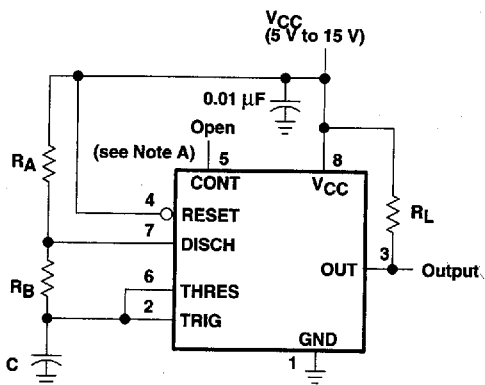 VCC
(5 V to 15 V)
0.01 μF
Open
(see Note A)
RA
5
8
CONT
VCC
4
RESET
RL
7
DISCH
3
OUT
Output
RB
6
THRES
2
TRIG
GND
C
1